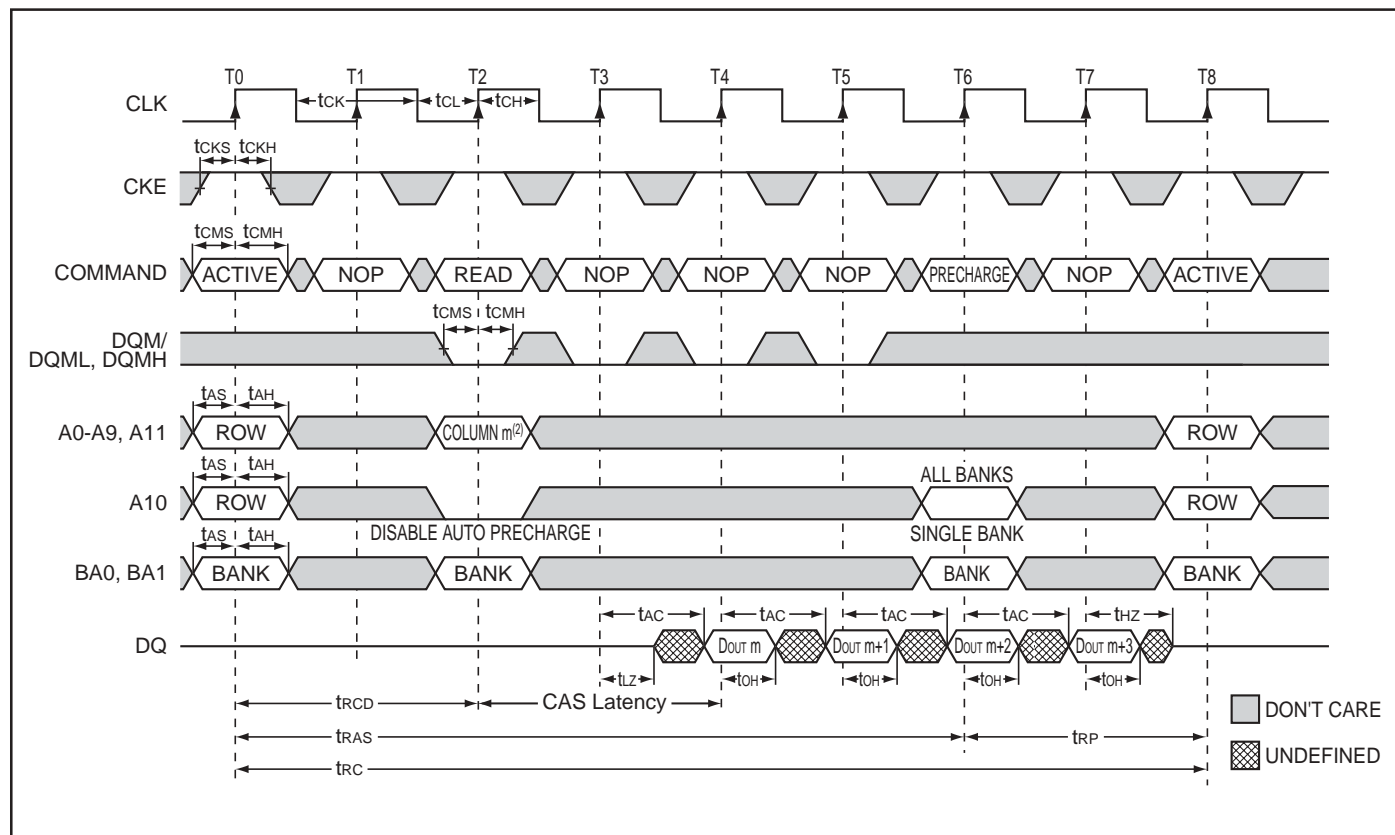 T0 T1 T2 T3 T4 T5 T6 T7 T8
CLK
tCK tCL tCH
tCKS tCKH
CKE
tCMS tCMH
COMMAND ACTIVE NOP READ NOP NOP NOP PRECHARGE NOP ACTIVE
tCMS tCMH
DQM/
DQML, DQMH
tAS tAH
A0-A9, A11 ROW COLUMN m(2) ROW
tAS tAH ALL BANKS
A10 ROW ROW
DISABLE AUTO PRECHARGE SINGLE BANK
tAS tAH
BA0, BA1 BANK BANK BANK BANK
tAC tAC tAC tAC tHZ
DQ DOUT m DOUT m+1 DOUT m+2 DOUT m+3
tLZ tOH tOH tOH tOH
tRCD CAS Latency
DON'T CARE
tRAS tRP
UNDEFINED
tRC